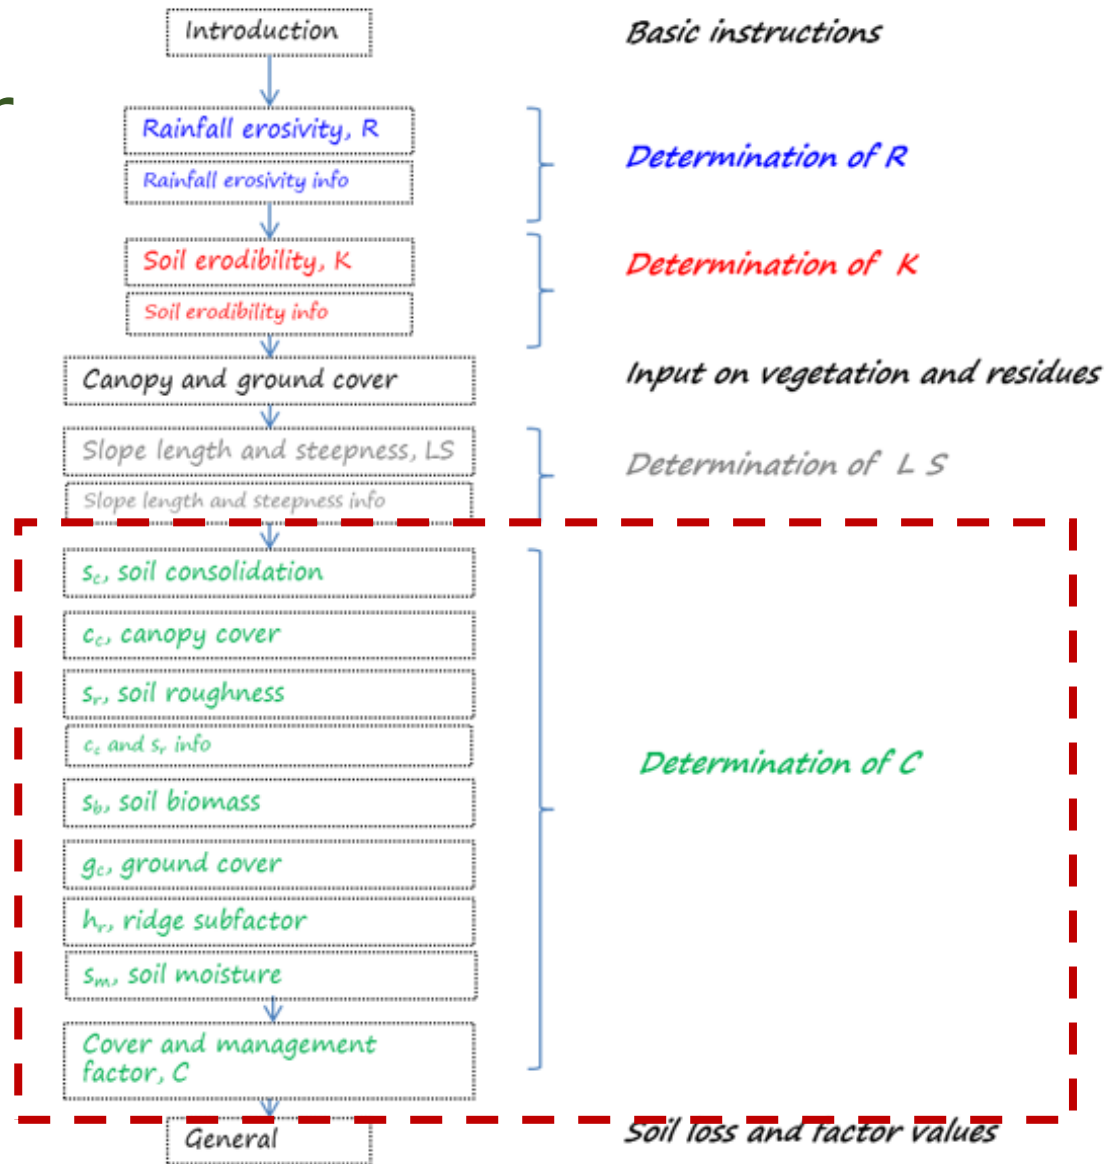 Introduction
Basic instructions
Rainfall erosivity, R
Rainfall erosivity info
Determination of R
Soil erodibility, K
Soil erodibility info
Determination of K
Canopy and ground cover
Input on vegetation and residues
Slope length and steepness, LS
Slope length and steepness info
Determination of L S
sc, soil consolidation
cc, canopy cover
sr, soil roughness
cc and sr info
sb, soil biomass
gc, ground cover
hr, ridge subfactor
sm, soil moisture
Cover and management
factor, C
Determination of C
General
Soil loss and factor values